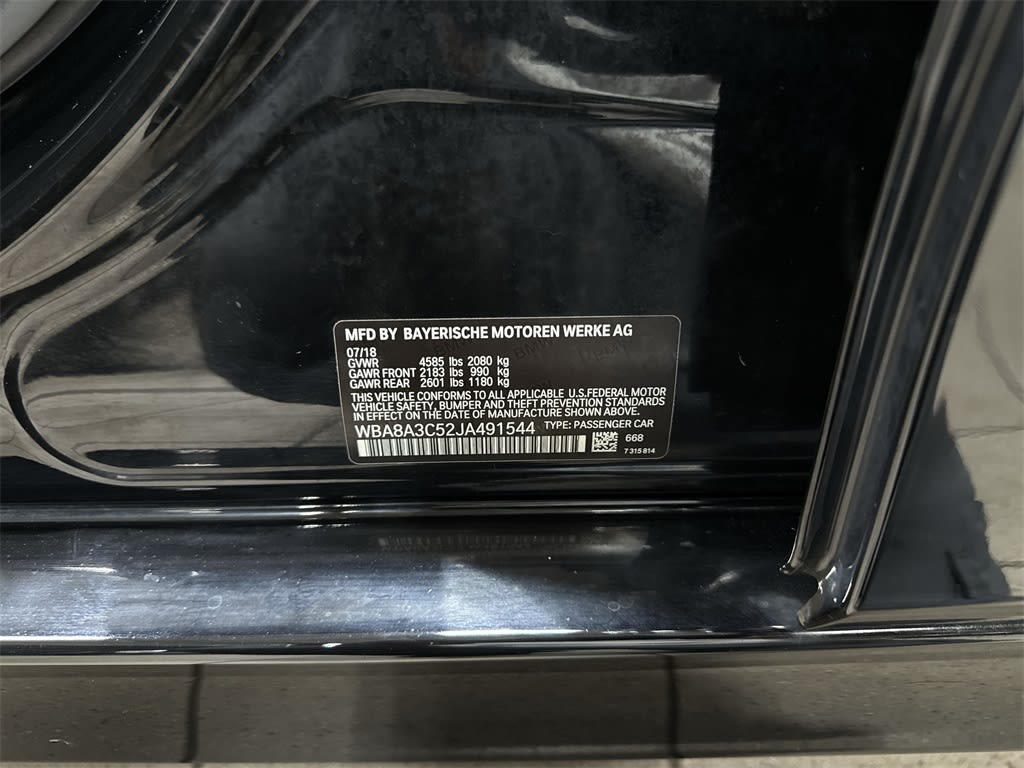 MFD BY BAYERISCHE MOTOREN WERKE AG
07/18
GVWR 4585 lbs 2080 kg
GAWR FRONT 2183 lbs 990 kg
GAWR REAR 2601 lbs 1180 kg
THIS VEHICLE CONFORMS TO ALL APPLICABLE U.S.FEDERAL MOTOR
VEHICLE SAFETY, BUMPER AND THEFT PREVENTION STANDARDS
IN EFFECT ON THE DATE OF MANUFACTURE SHOWN ABOVE.
WBA8A3C52JA491544 TYPE: PASSENGER CAR
668
7 315 814